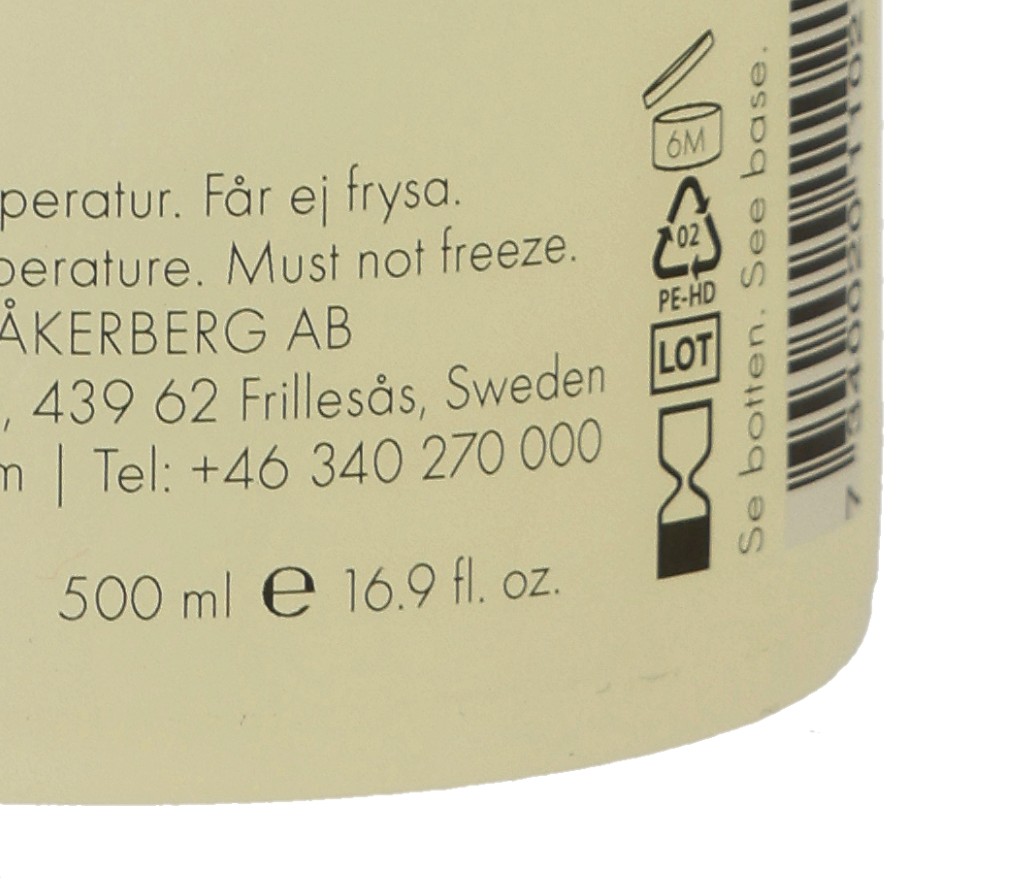 peratur. Får ej frysa.
perature. Must not freeze.
ÅKERBERG AB
, 439 62 Frillesås, Sweden
m | Tel: +46 340 270 000
500 ml e 16.9 fl. oz.
6M
02
PE-HD
LOT
Se botten. See base.